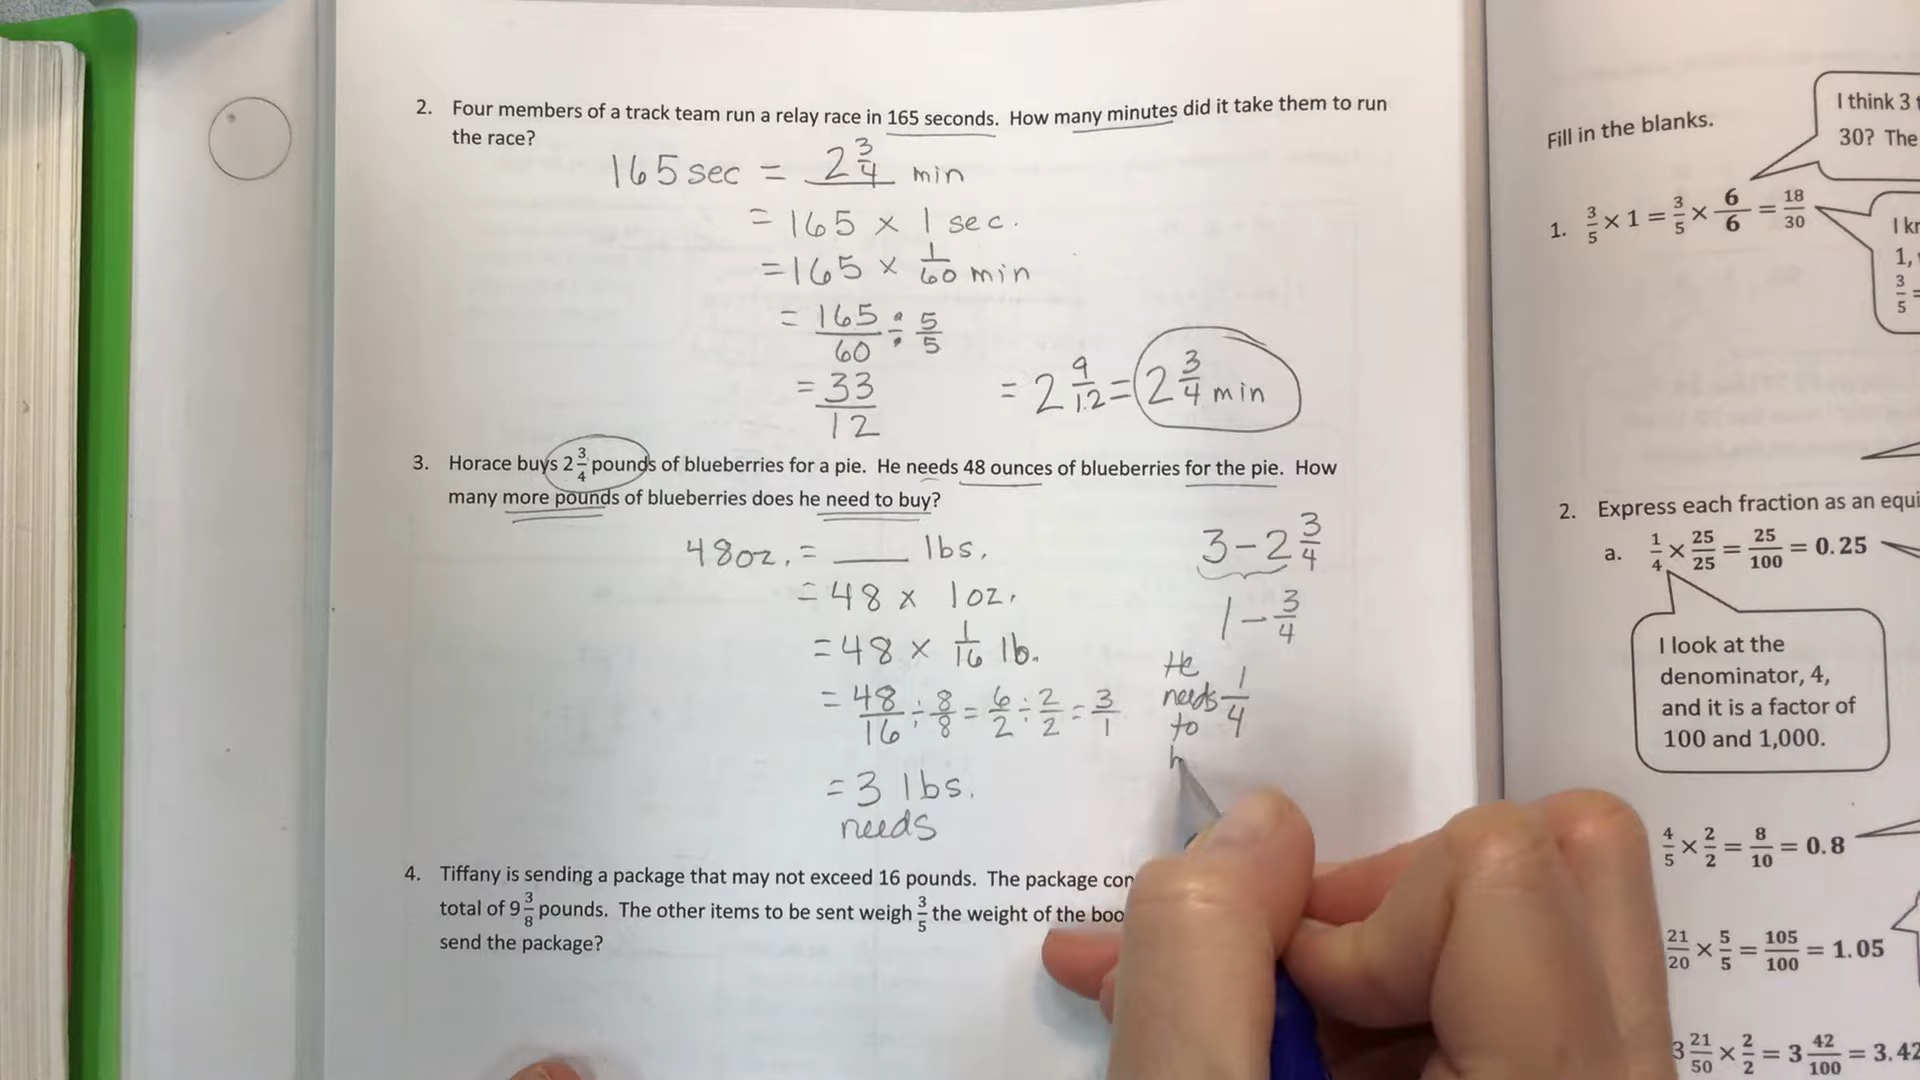 2. Four members of a track team run a relay race in 165 seconds. How many minutes did it take them to run
the race?
165 sec = 2 3/4 min
= 165 × 1 sec.
= 165 × 1/60 min
= 165/60 ÷ 5/5
= 33/12
= 2 9/12 = 2 3/4 min
3. Horace buys 2 3/4 pounds of blueberries for a pie. He needs 48 ounces of blueberries for the pie. How
many more pounds of blueberries does he need to buy?
48oz. = ____ lbs.
= 48 × 1oz.
= 48 × 1/16 lb.
= 48/16 ÷ 8/8 = 6/2 ÷ 2/2 = 3/1
= 3 lbs.
needs
3 - 2 3/4
1 - 3/4
1/4
He
needs
to
4. Tiffany is sending a package that may not exceed 16 pounds. The package
total of 9 3/8 pounds. The other items to be sent weigh 3/5 the weight of the
send the package?
Fill in the blanks.
I think 3
30? The
1. 3/5 × 1 = 3/5 × 6/6 = 18/30
1,
3/5 =
2. Express each fraction as an
a. 1/4 × 25/25 = 25/100 = 0.25
I look at the
denominator, 4,
and it is a factor of
100 and 1,000.
4/5 × 2/2 = 8/10 = 0.8
21/20 × 5/5 = 105/100 = 1.05
3 21/50 × 2/2 = 3 42/100 = 3.42